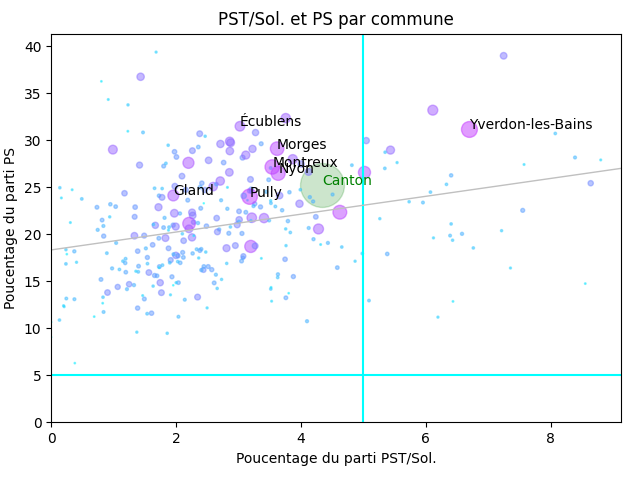 PST/Sol. et PS par commune
40
35
30
25
20
15
10
5
0
Poucentage du parti PS
Écublens
Morges
Montreux
Nyon
Gland
Pully
Canton
Yverdon-les-Bains
0 2 4 6 8
Poucentage du parti PST/Sol.